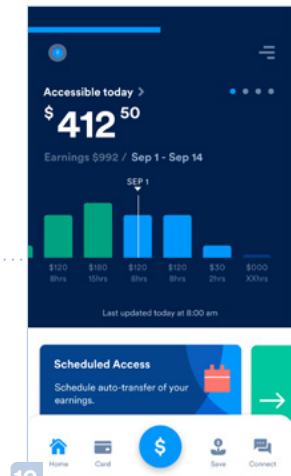 Accessible today >
$412 50
Earnings $992 / Sep 1 - Sep 14
SEP 1
$120 $180 $120 $120 $30 $000
8hrs 15hrs 6hrs 8hrs 2hrs XXhrs
Last updated today at 8:00 am
Scheduled Access
Schedule auto-transfer of your
earnings.
$
Home Card Save Connect